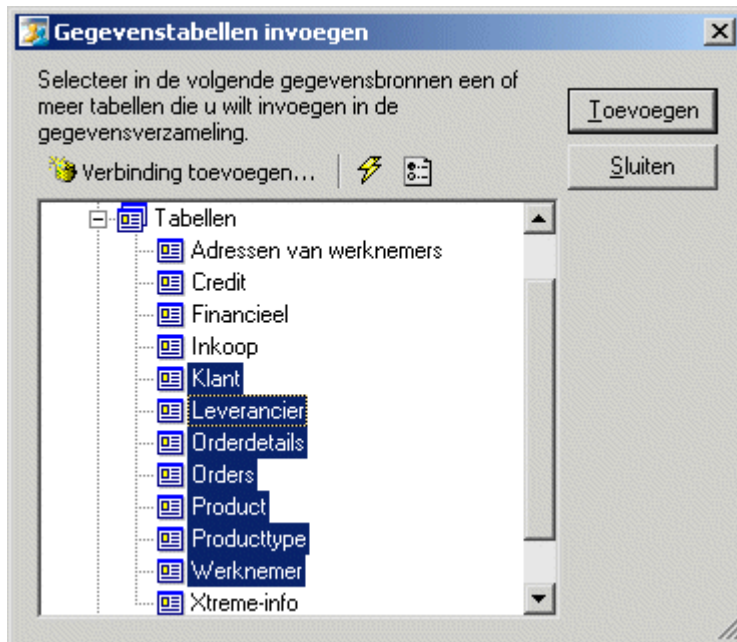 Gegevenstabellen invoegen
Selecteer in de volgende gegevensbronnen een of
meer tabellen die u wilt invoegen in de
gegevensverzameling.
Toevoegen
Sluiten
Verbinding toevoegen...
Tabellen
Adressen van werknemers
Credit
Financieel
Inkoop
Klant
Leverancier
Orderdetails
Orders
Product
Producttype
Werknemer
Xtreme-info